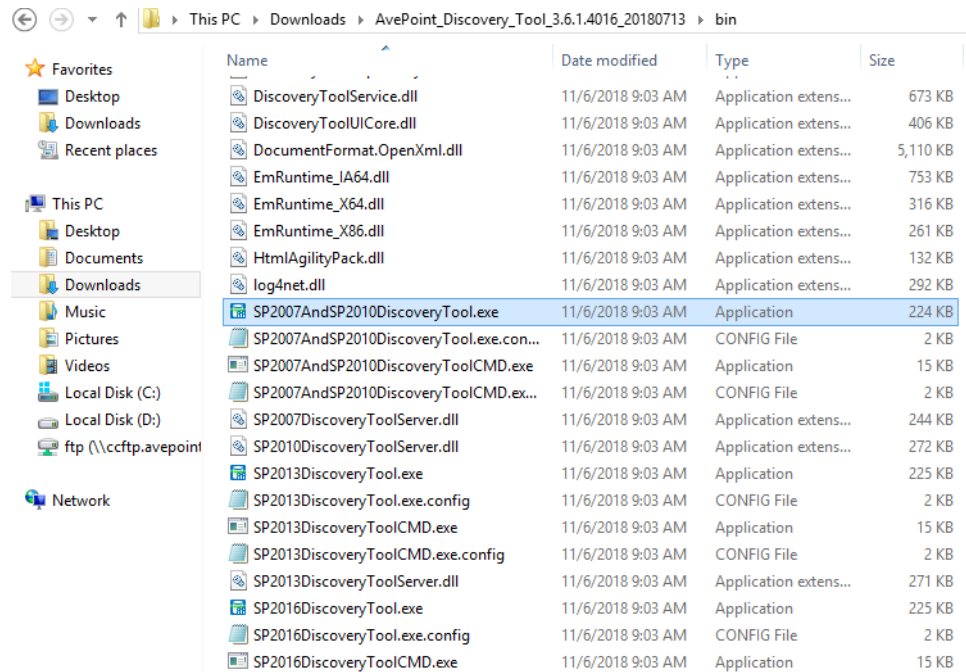 This PC Downloads AvePoint_Discovery_Tool_3.6.1.4016_20180713 bin
Favorites
Desktop
Downloads
Recent places
This PC
Desktop
Documents
Downloads
Music
Pictures
Videos
Local Disk (C:)
Local Disk (D:)
ftp (\\ccftp.avepoint
Network
Name Date modified Type Size
DiscoveryToolService.dll 11/6/2018 9:03 AM Application extens... 673 KB
DiscoveryToolUICore.dll 11/6/2018 9:03 AM Application extens... 406 KB
DocumentFormat.OpenXml.dll 11/6/2018 9:03 AM Application extens... 5,110 KB
EmRuntime_IA64.dll 11/6/2018 9:03 AM Application extens... 753 KB
EmRuntime_X64.dll 11/6/2018 9:03 AM Application extens... 316 KB
EmRuntime_X86.dll 11/6/2018 9:03 AM Application extens... 261 KB
HtmlAgilityPack.dll 11/6/2018 9:03 AM Application extens... 132 KB
log4net.dll 11/6/2018 9:03 AM Application extens... 292 KB
SP2007AndSP2010DiscoveryTool.exe 11/6/2018 9:03 AM Application 224 KB
SP2007AndSP2010DiscoveryTool.exe.con... 11/6/2018 9:03 AM CONFIG File 2 KB
SP2007AndSP2010DiscoveryToolCMD.exe 11/6/2018 9:03 AM Application 15 KB
SP2007AndSP2010DiscoveryToolCMD.ex... 11/6/2018 9:03 AM CONFIG File 2 KB
SP2007DiscoveryToolServer.dll 11/6/2018 9:03 AM Application extens... 244 KB
SP2010DiscoveryToolServer.dll 11/6/2018 9:03 AM Application extens... 272 KB
SP2013DiscoveryTool.exe 11/6/2018 9:03 AM Application 225 KB
SP2013DiscoveryTool.exe.config 11/6/2018 9:03 AM CONFIG File 2 KB
SP2013DiscoveryToolCMD.exe 11/6/2018 9:03 AM Application 15 KB
SP2013DiscoveryToolCMD.exe.config 11/6/2018 9:03 AM CONFIG File 2 KB
SP2013DiscoveryToolServer.dll 11/6/2018 9:03 AM Application extens... 271 KB
SP2016DiscoveryTool.exe 11/6/2018 9:03 AM Application 225 KB
SP2016DiscoveryTool.exe.config 11/6/2018 9:03 AM CONFIG File 2 KB
SP2016DiscoveryToolCMD.exe 11/6/2018 9:03 AM Application 15 KB